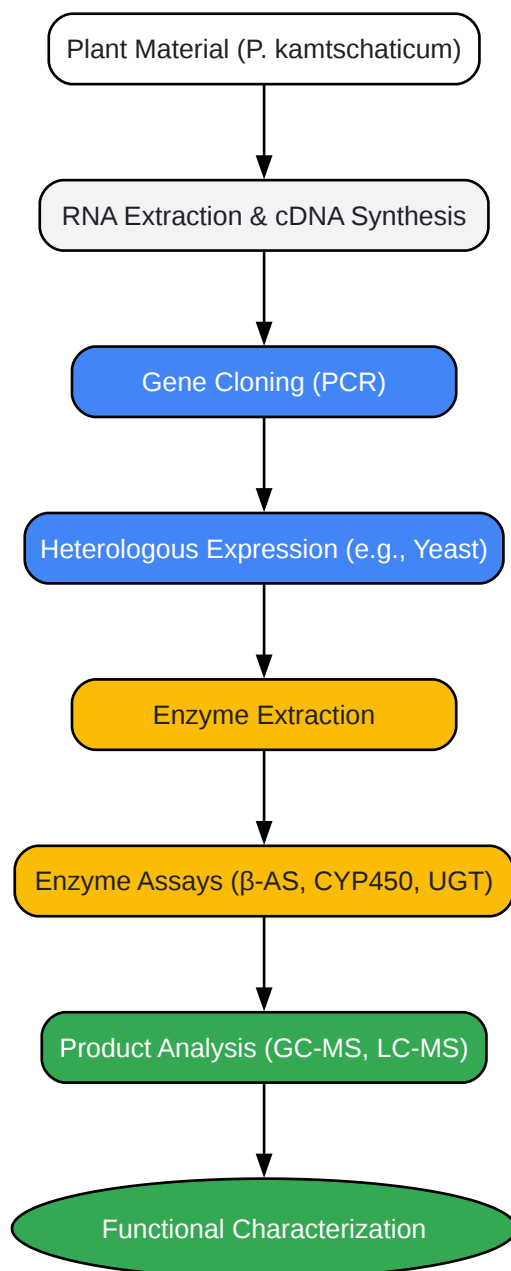 Plant Material (P. kamtschaticum)
RNA Extraction & cDNA Synthesis
Gene Cloning (PCR)
Heterologous Expression (e.g., Yeast)
Enzyme Extraction
Enzyme Assays (β-AS, CYP450, UGT)
Product Analysis (GC-MS, LC-MS)
Functional Characterization